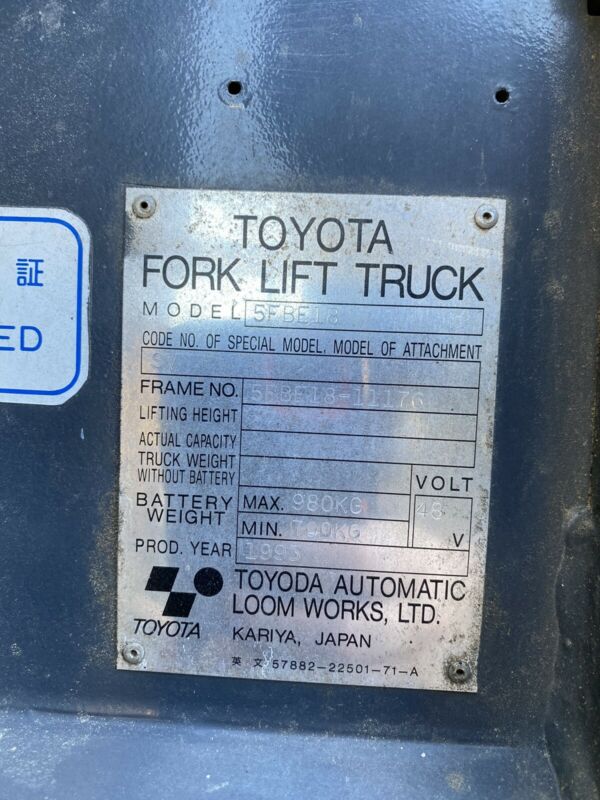 証
ED
TOYOTA
FORK LIFT TRUCK
MODEL 5FBE18
CODE NO. OF SPECIAL MODEL, MODEL OF ATTACHMENT
S
FRAME NO. 5FBE18-11176
LIFTING HEIGHT
ACTUAL CAPACITY
TRUCK WEIGHT
WITHOUT BATTERY
VOLT
BATTERY WEIGHT
MAX. 980KG
MIN. 700KG
48 V
PROD. YEAR 1995
TOYOTA
TOYODA AUTOMATIC
LOOM WORKS, LTD.
KARIYA, JAPAN
英 文 57882-22501-71-A